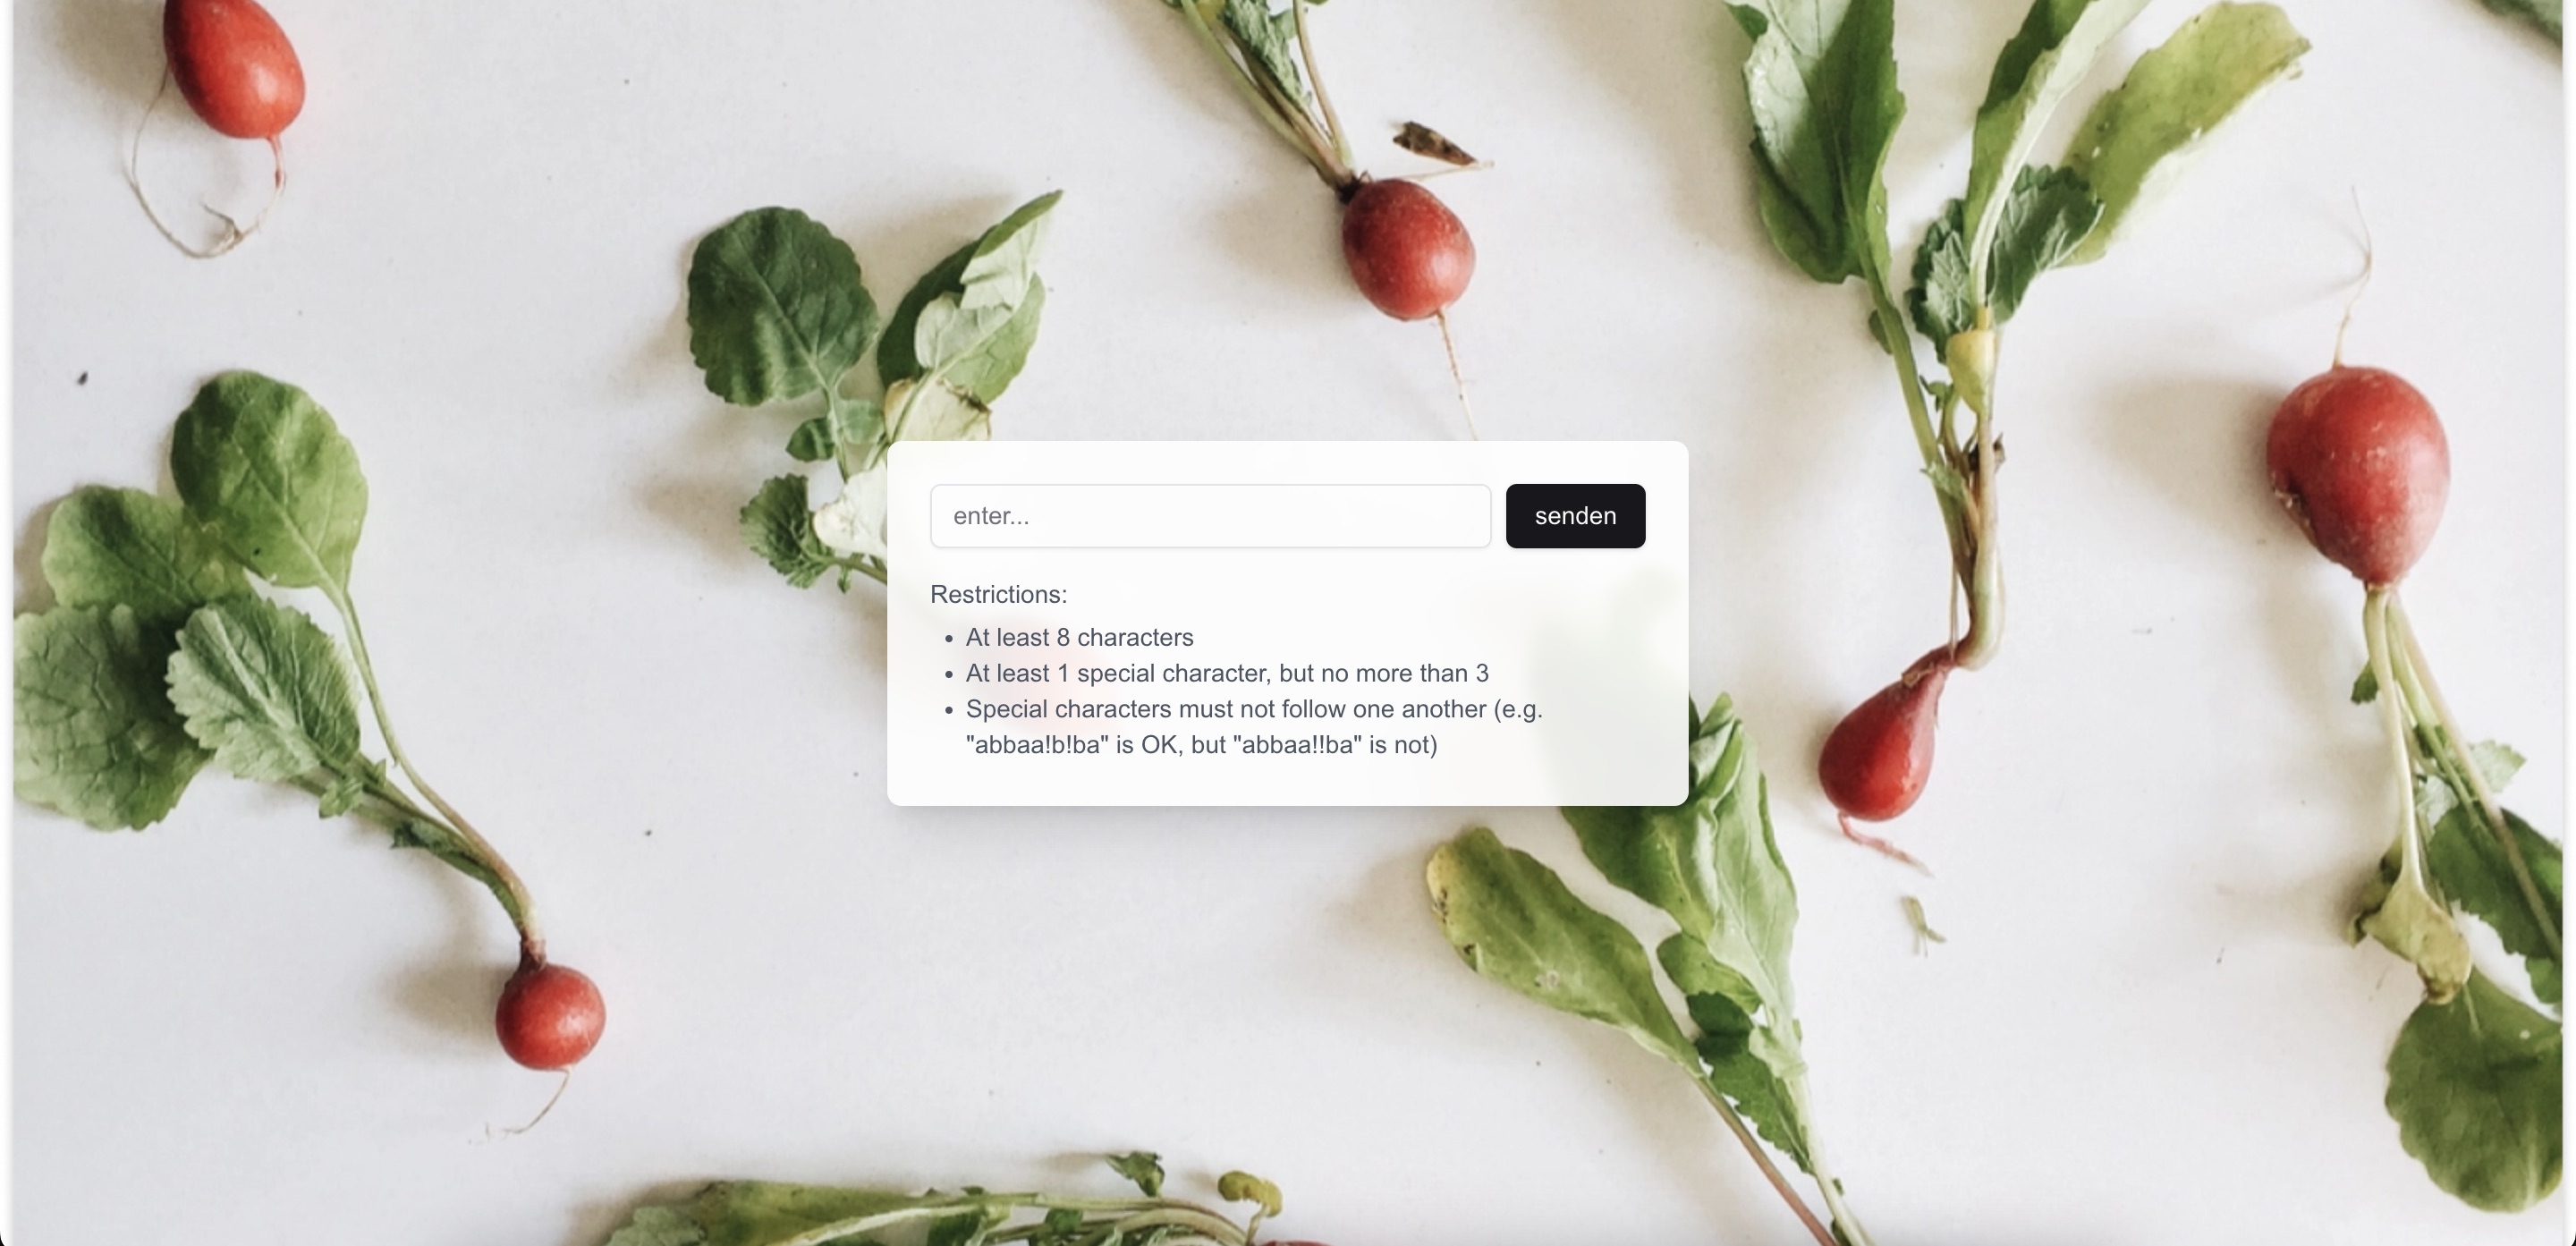 enter...
senden
Restrictions:
• At least 8 characters
• At least 1 special character, but no more than 3
• Special characters must not follow one another (e.g.
"abbaa!b!ba" is OK, but "abbaa!!ba" is not)